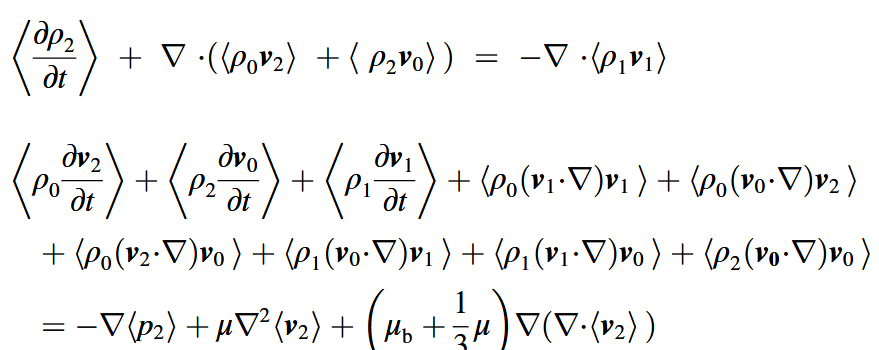 ⟨∂ρ₂/∂t⟩ + ∇ ·(⟨ρ₀v₂⟩ + ⟨ ρ₂v₀⟩ ) = −∇ ·⟨ρ₁v₁⟩
⟨ρ₀ ∂v₂/∂t⟩ + ⟨ρ₂ ∂v₀/∂t⟩ + ⟨ρ₁ ∂v₁/∂t⟩ + ⟨ρ₀(v₁·∇)v₁ ⟩ + ⟨ρ₀(v₀·∇)v₂ ⟩
+ ⟨ρ₀(v₂·∇)v₀ ⟩ + ⟨ρ₁(v₀·∇)v₁ ⟩ + ⟨ρ₁(v₁·∇)v₀ ⟩ + ⟨ρ₂(v₀·∇)v₀ ⟩
= −∇⟨p₂⟩ + μ∇²⟨v₂⟩ + (μ_b + 1/3 μ) ∇(∇·⟨v₂⟩ )